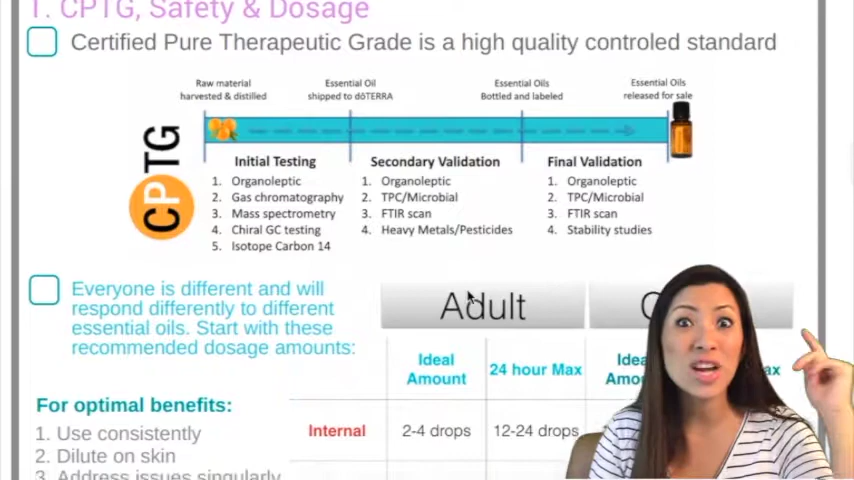 1. CPTG, Safety & Dosage
Certified Pure Therapeutic Grade is a high quality controled standard
Raw material
harvested & distilled
Essential Oil
shipped to dōTERRA
Essential Oils
Bottled and labeled
Essential Oils
released for sale
CPTG
Initial Testing
1. Organoleptic
2. Gas chromatography
3. Mass spectrometry
4. Chiral GC testing
5. Isotope Carbon 14
Secondary Validation
1. Organoleptic
2. TPC/Microbial
3. FTIR scan
4. Heavy Metals/Pesticides
Final Validation
1. Organoleptic
2. TPC/Microbial
3. FTIR scan
4. Stability studies
Everyone is different and will
respond differently to different
essential oils. Start with these
recommended dosage amounts:
Adult
Ideal
Amount
24 hour Max
Internal
2-4 drops
12-24 drops
For optimal benefits:
1. Use consistently
2. Dilute on skin
3. Address issues singularly